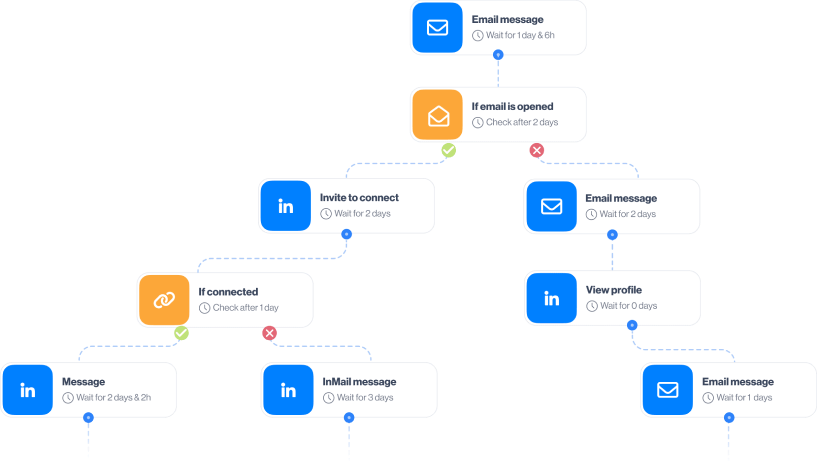 Email message
Wait for 1 day & 6h
If email is opened
Check after 2 days
Invite to connect
Wait for 2 days
Email message
Wait for 2 days
in
If connected
Check after 1 day
View profile
Wait for 0 days
in
Message
Wait for 2 days & 2h
in
InMail message
Wait for 3 days
in
Email message
Wait for 1 days